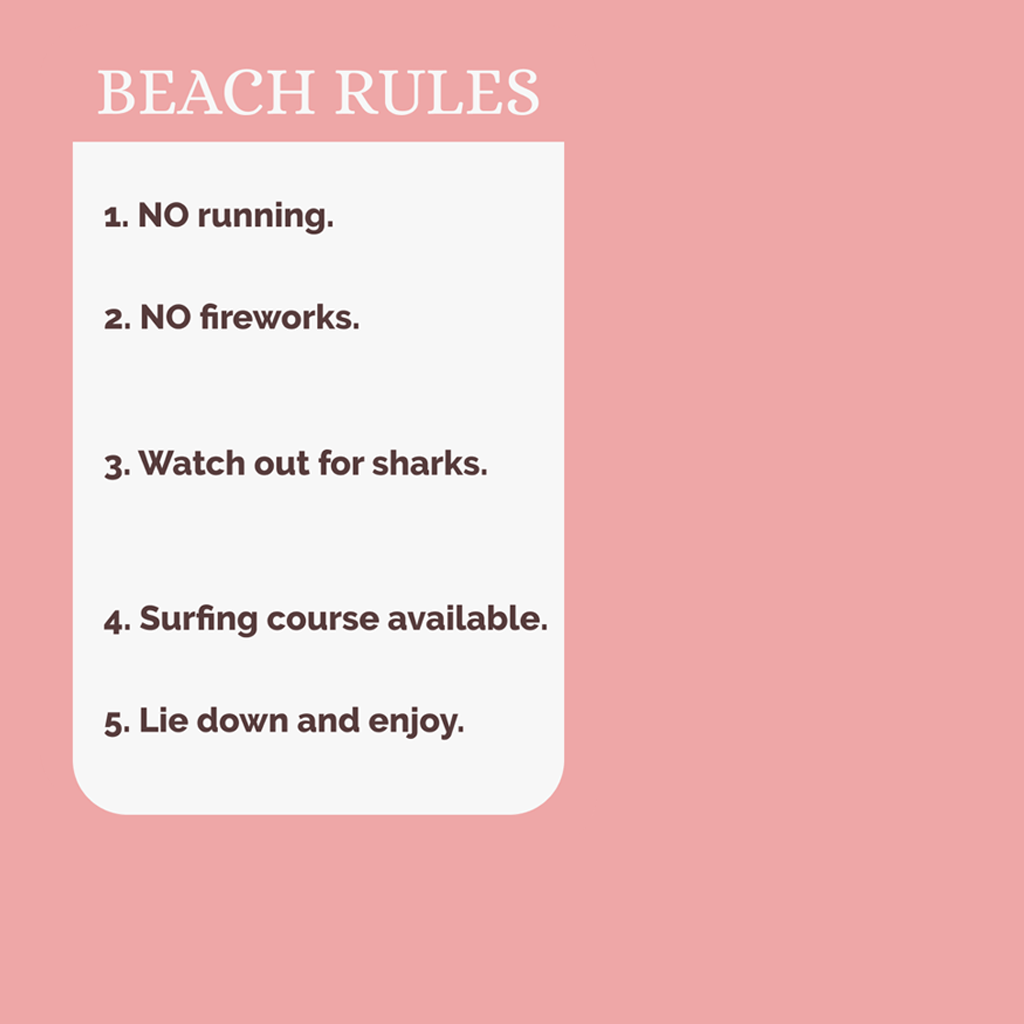 BEACH RULES
1. NO running.
2. NO fireworks.
3. Watch out for sharks.
4. Surfing course available.
5. Lie down and enjoy.